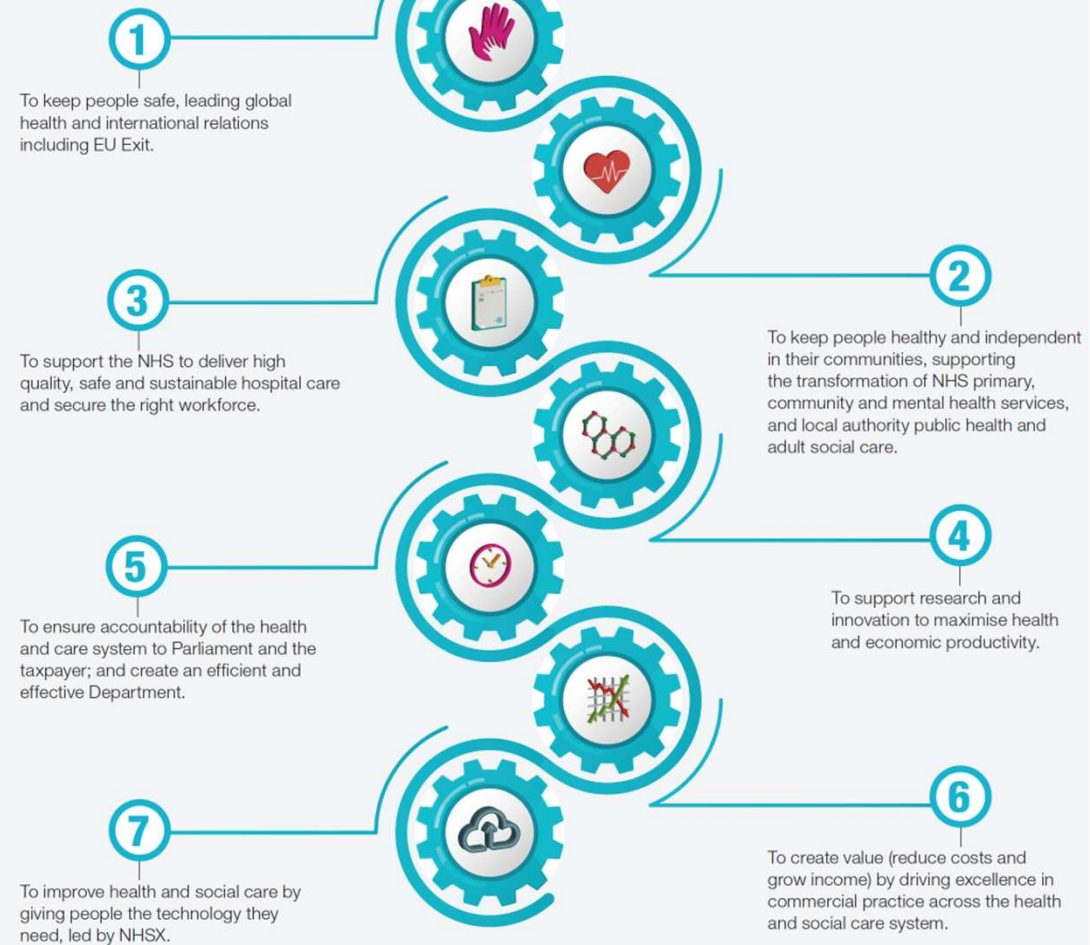 1
To keep people safe, leading global
health and international relations
including EU Exit.
2
To keep people healthy and independent
in their communities, supporting
the transformation of NHS primary,
community and mental health services,
and local authority public health and
adult social care.
3
To support the NHS to deliver high
quality, safe and sustainable hospital care
and secure the right workforce.
4
To support research and
innovation to maximise health
and economic productivity.
5
To ensure accountability of the health
and care system to Parliament and the
taxpayer; and create an efficient and
effective Department.
6
To create value (reduce costs and
grow income) by driving excellence in
commercial practice across the health
and social care system.
7
To improve health and social care by
giving people the technology they
need, led by NHSX.